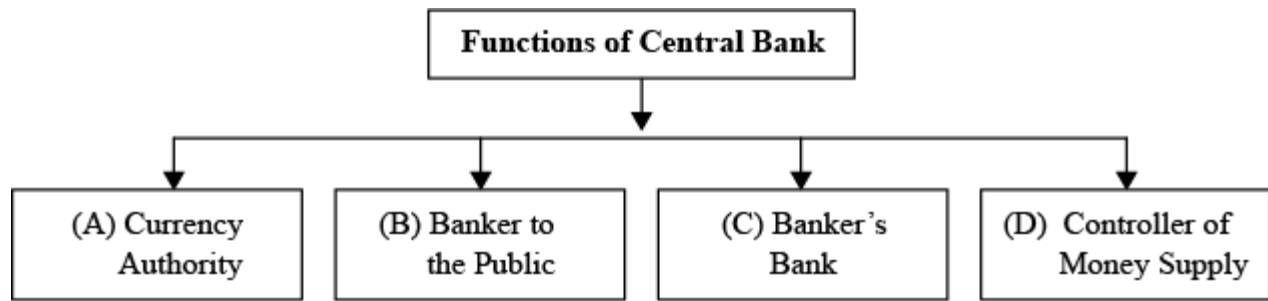 Functions of Central Bank
(A) Currency
Authority
(B) Banker to
the Public
(C) Banker’s
Bank
(D) Controller of
Money Supply